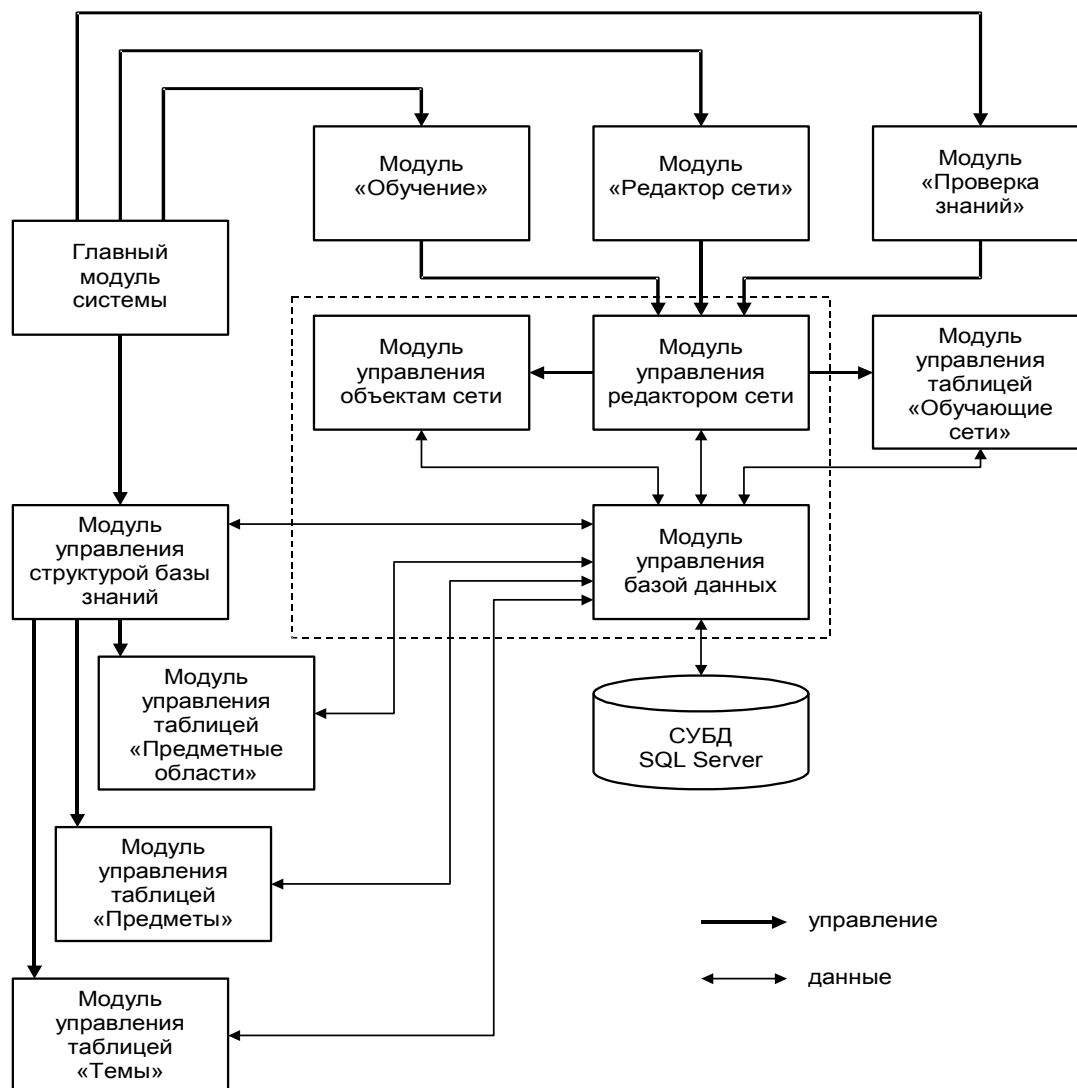 Модуль
«Обучение»
Модуль
«Редактор сети»
Модуль
«Проверка
знаний»
Главный
модуль
системы
Модуль
управления
объектам сети
Модуль
управления
редактором сети
Модуль
управления
таблицей
«Обучающие
сети»
Модуль
управления
структурой базы
знаний
Модуль
управления
базой данных
Модуль
управления
таблицей
«Предметные
области»
СУБД
SQL Server
Модуль
управления
таблицей
«Предметы»
управление
данные
Модуль
управления
таблицей
«Темы»